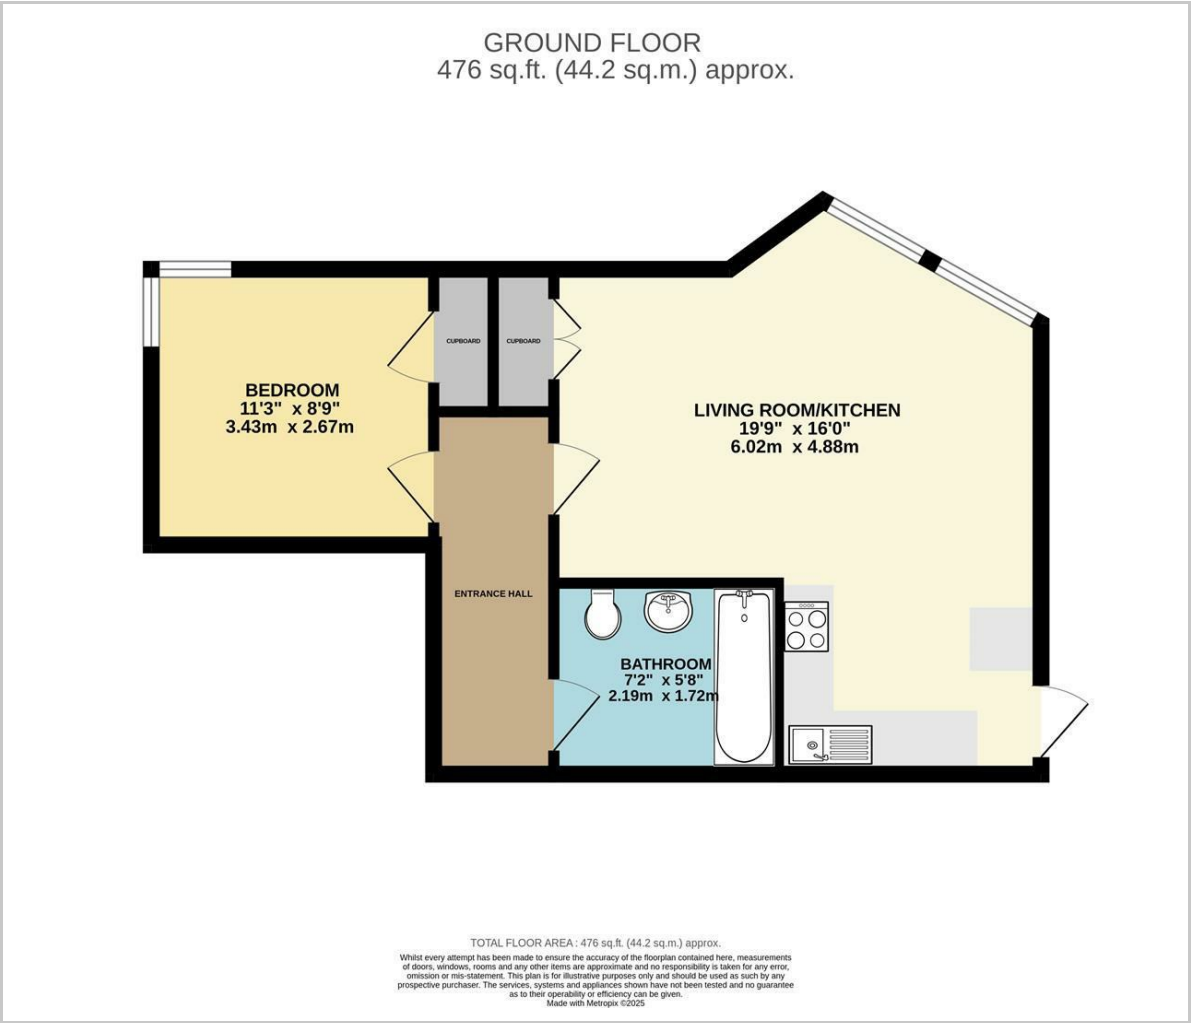 GROUND FLOOR
476 sq.ft. (44.2 sq.m.) approx.
CUPBOARD
CUPBOARD
BEDROOM
11'3" x 8'9"
3.43m x 2.67m
LIVING ROOM/KITCHEN
19'9" x 16'0"
6.02m x 4.88m
ENTRANCE HALL
BATHROOM
7'2" x 5'8"
2.19m x 1.72m
TOTAL FLOOR AREA : 476 sq.ft. (44.2 sq.m.) approx.
Whilst every attempt has been made to ensure the accuracy of the floorplan contained here, measurements
of doors, windows, rooms and any other items are approximate and no responsibility is taken for any error,
omission or mis-statement. This plan is for illustrative purposes only and should be used as such by any
prospective purchaser. The services, systems and appliances shown have not been tested and no guarantee
as to their operability or efficiency can be given.
Made with Metropix ©2025